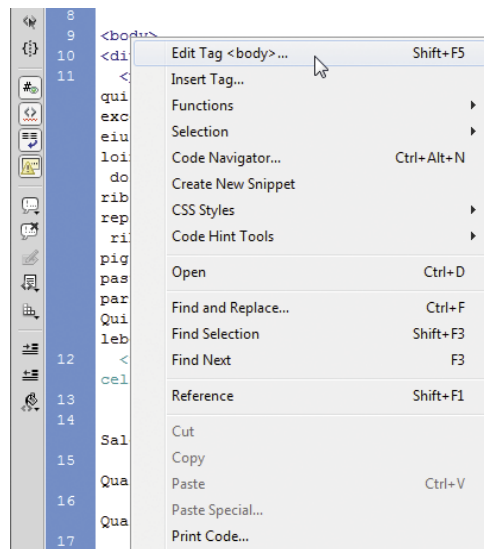 8
9 <body>
Edit Tag <body>... Shift+F5
10 <di
Insert Tag...
11 <
qui
Functions
exc
Selection
eiu
Code Navigator... Ctrl+Alt+N
loi
do
Create New Snippet
rib
CSS Styles
rep
Code Hint Tools
ri
pig
Open Ctrl+D
pas
par
Find and Replace... Ctrl+F
Qui
Find Selection Shift+F3
leb
12 <
Find Next F3
cel
13
Reference Shift+F1
14
Cut
Sal
15
Copy
Qua
Paste Ctrl+V
16
Paste Special...
Qua
17
Print Code...